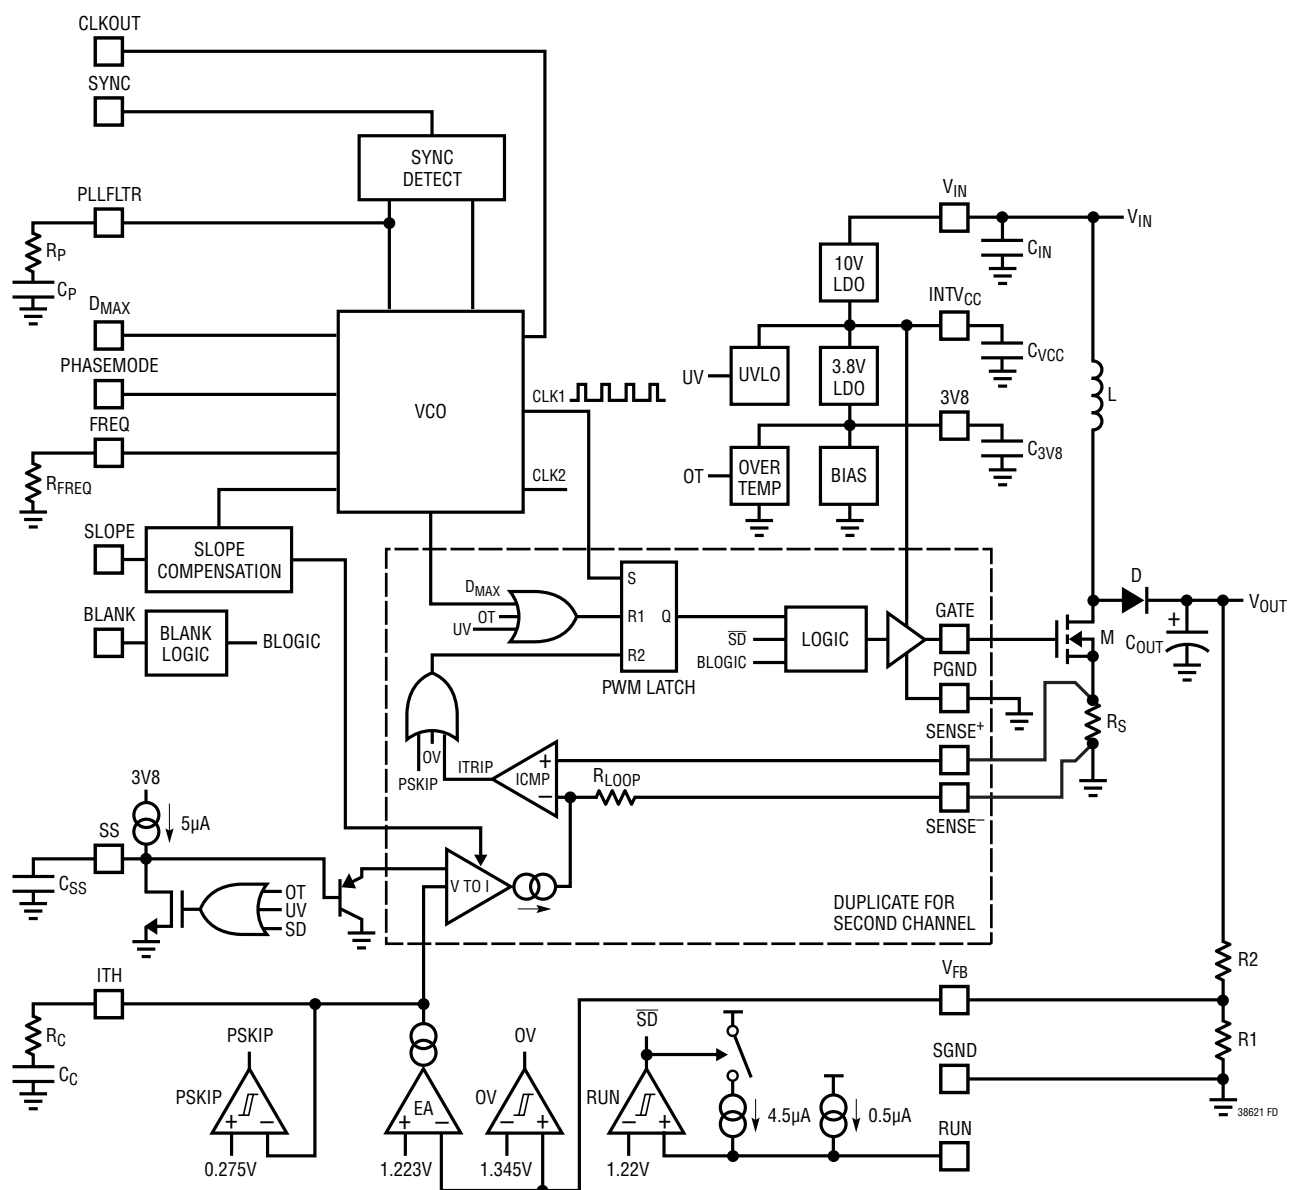 CLKOUT
SYNC
SYNC
DETECT
PLLFLTR
RP
CP
DMAX
PHASEMODE
FREQ
RFREQ
VCO
CLK1
CLK2
SLOPE
SLOPE
COMPENSATION
BLANK
BLANK
LOGIC
BLOGIC
VIN
VIN
CIN
10V
LDO
INTVCC
CVCC
UV
UVLO
3.8V
LDO
3V8
C3V8
OT
OVER
TEMP
BIAS
L
D
VOUT
DMAX
OT
UV
S
R1
Q
R2
PWM LATCH
SD
BLOGIC
LOGIC
GATE
M
+
COUT
PGND
SENSE+
RS
OV
PSKIP
ITRIP
ICMP
+
–
RLOOP
SENSE–
3V8
5µA
SS
CSS
OT
UV
SD
V TO I
DUPLICATE FOR
SECOND CHANNEL
ITH
RC
CC
PSKIP
PSKIP
+
–
0.275V
EA
+
–
1.223V
OV
OV
–
+
1.345V
SD
RUN
–
+
1.22V
4.5µA
0.5µA
VFB
R2
R1
SGND
RUN
38621 FD